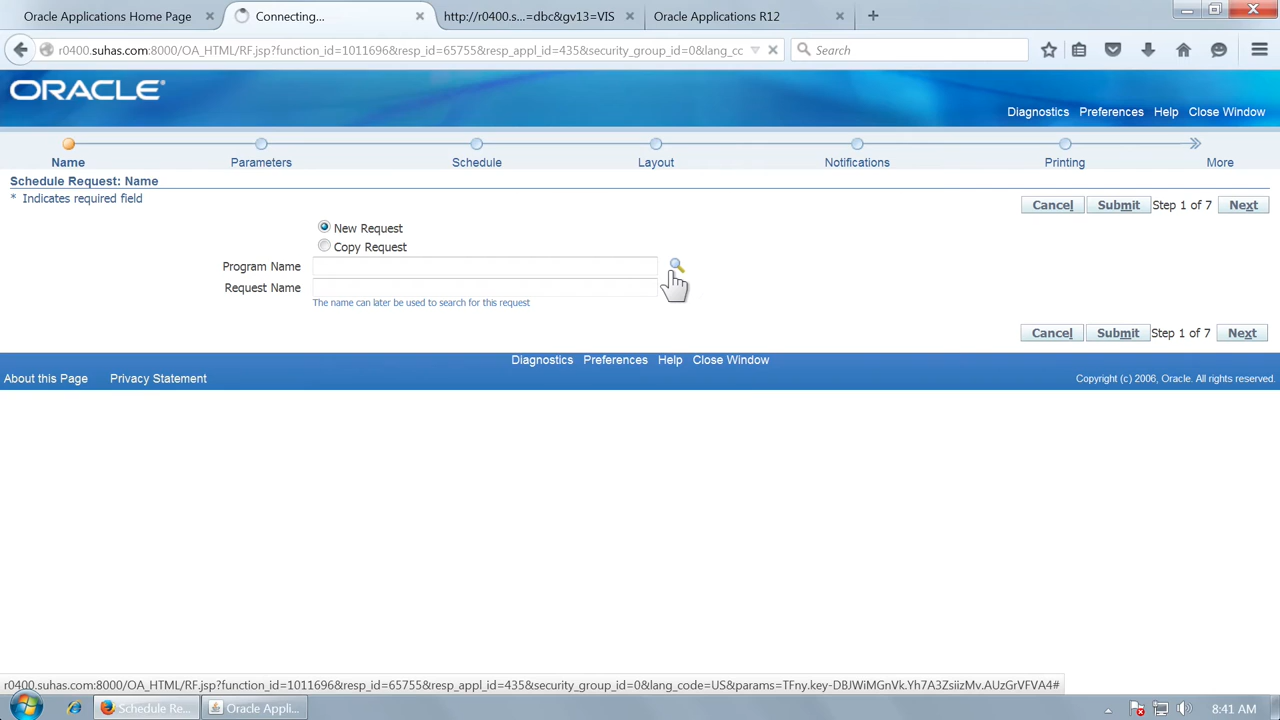 Oracle Applications Home Page
Connecting...
http://r0400.s...=dbc&gv13=VIS
Oracle Applications R12
r0400.suhas.com:8000/OA_HTML/RF.jsp?function_id=1011696&resp_id=65755&resp_appl_id=435&security_group_id=0&lang_cc
Search
ORACLE
Diagnostics Preferences Help Close Window
Name Parameters Schedule Layout Notifications Printing More
Schedule Request: Name
* Indicates required field
Cancel Submit Step 1 of 7 Next
New Request
Copy Request
Program Name
Request Name
The name can later be used to search for this request
Cancel Submit Step 1 of 7 Next
Diagnostics Preferences Help Close Window
About this Page Privacy Statement
Copyright (c) 2006, Oracle. All rights reserved.
r0400.suhas.com:8000/OA_HTML/RF.jsp?function_id=1011696&resp_id=65755&resp_appl_id=435&security_group_id=0&lang_code=US&params=TFny.key-DBJWiMGnVk.Yh7A3ZsiizMv.AUzGrVFVA4#
Schedule Re...
Oracle Appli...
8:41 AM